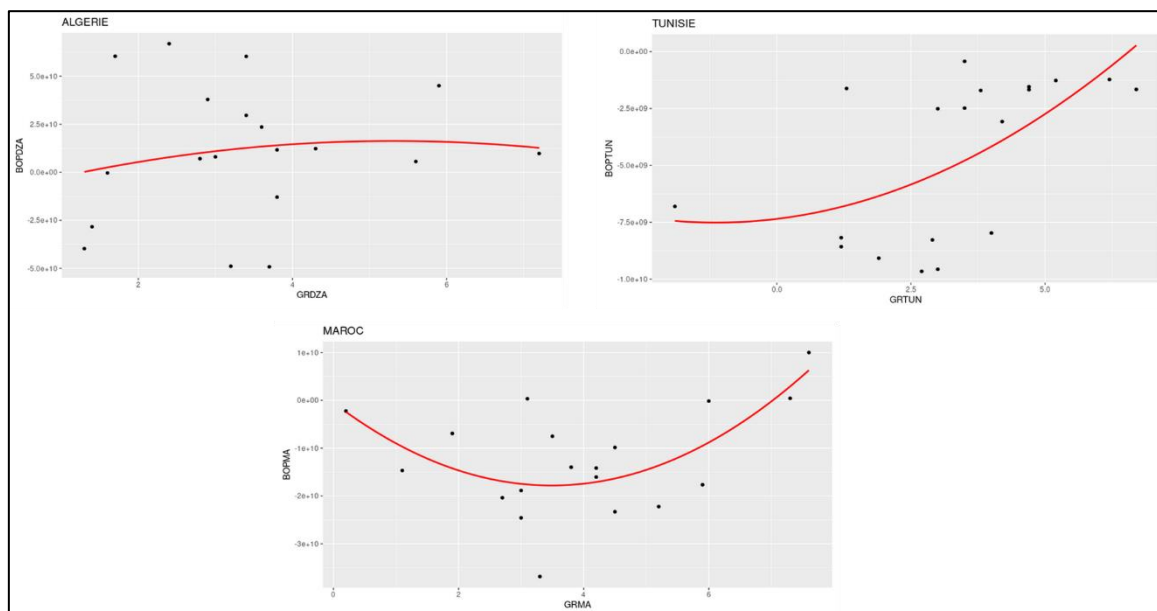 ALGERIE
5.0e+10
2.5e+10
0.0e+00
-2.5e+10
-5.0e+10
BOPDZA
2
4
6
GRDZA
TUNISIE
0.0e+00
-2.5e+09
-5.0e+09
-7.5e+09
-1.0e+10
BOPTUN
0.0
2.5
5.0
GRTUN
MAROC
1e+10
0e+00
-1e+10
-2e+10
-3e+10
BOPMA
0
2
4
6
GRMA